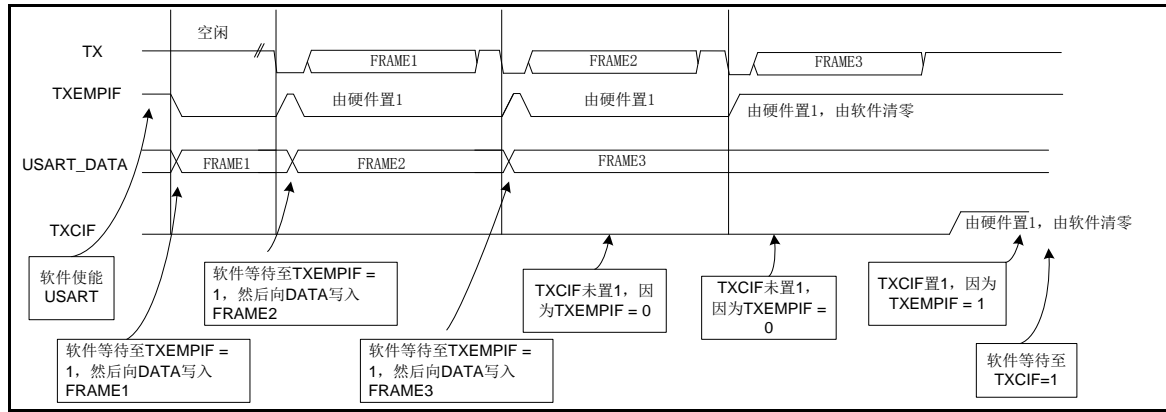 空闲
TX
FRAME1
FRAME2
FRAME3
TXEMPIF
由硬件置1
由硬件置1
由硬件置1，由软件清零
USART_DATA
FRAME1
FRAME2
FRAME3
TXCIF
由硬件置1，由软件清零
软件使能
USART
软件等待至TXEMPIF =
1，然后向DATA写入
FRAME2
TXCIF未置1，因
为TXEMPIF = 0
TXCIF未置1，
因为TXEMPIF =
0
TXCIF置1，因为
TXEMPIF = 1
软件等待至TXEMPIF =
1，然后向DATA写入
FRAME1
软件等待至TXEMPIF =
1，然后向DATA写入
FRAME3
软件等待至
TXCIF=1